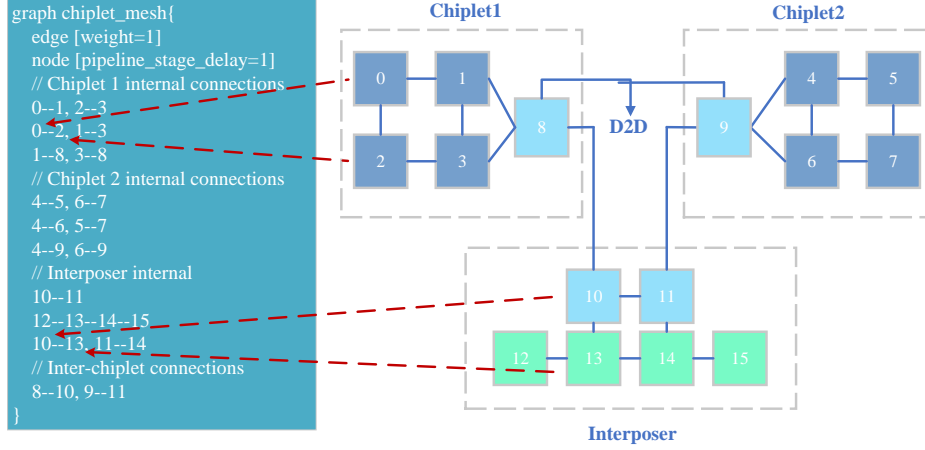 graph chiplet_mesh{
edge [weight=1]
node [pipeline_stage_delay=1]
// Chiplet 1 internal connections
0--1, 2--3
0--2, 1--3
1--8, 3--8
// Chiplet 2 internal connections
4--5, 6--7
4--6, 5--7
4--9, 6--9
// Interposer internal
10--11
12--13--14--15
10--13, 11--14
// Inter-chiplet connections
8--10, 9--11
}
Chiplet1
0 1
8
2 3
D2D
Chiplet2
4 5
9
6 7
10 11
12 13 14 15
Interposer